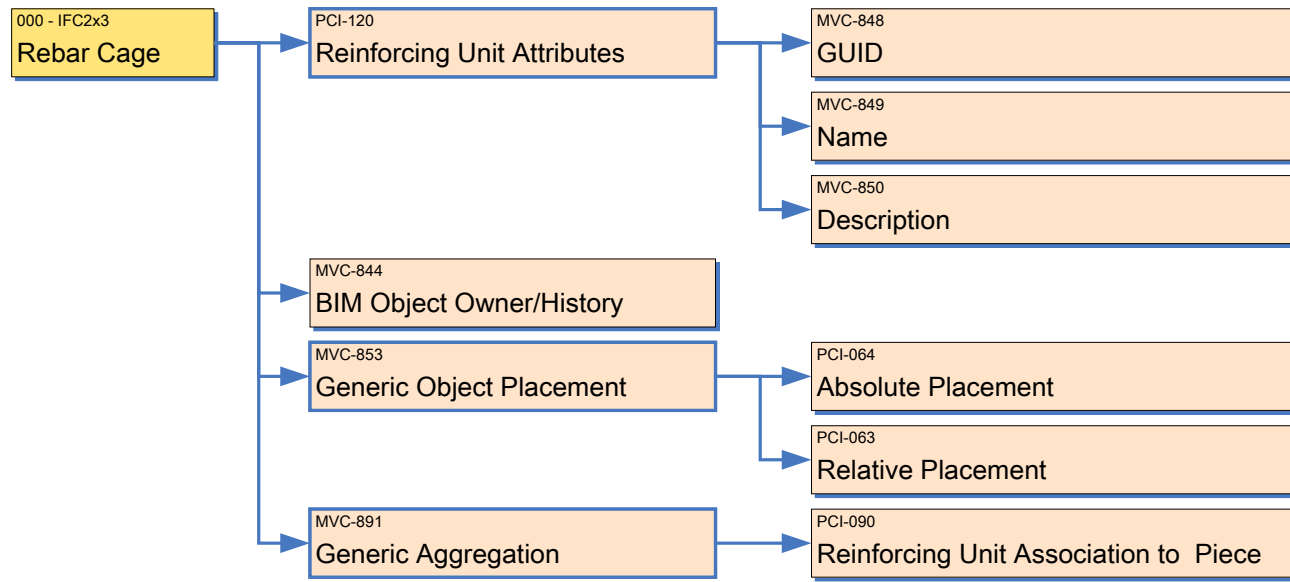 000 - IFC2x3
Rebar Cage
PCI-120
Reinforcing Unit Attributes
MVC-848
GUID
MVC-849
Name
MVC-850
Description
MVC-844
BIM Object Owner/History
MVC-853
Generic Object Placement
PCI-064
Absolute Placement
PCI-063
Relative Placement
MVC-891
Generic Aggregation
PCI-090
Reinforcing Unit Association to Piece